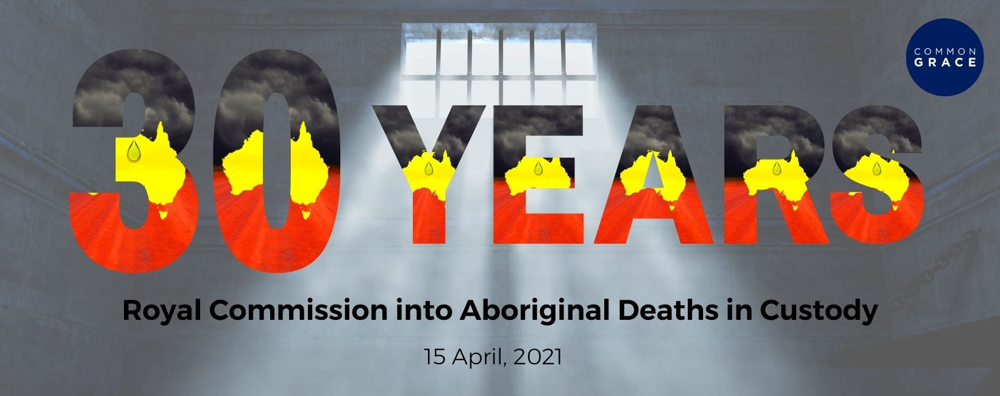 COMMON
GRACE
30 YEARS
Royal Commission into Aboriginal Deaths in Custody
15 April, 2021